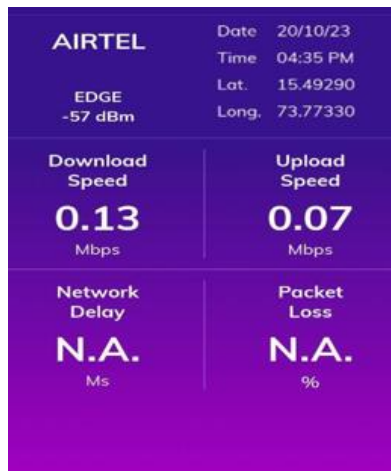 AIRTEL
EDGE
-57 dBm
Date 20/10/23
Time 04:35 PM
Lat. 15.49290
Long. 73.77330
Download Speed
0.13
Mbps
Upload Speed
0.07
Mbps
Network Delay
N.A.
Ms
Packet Loss
N.A.
%